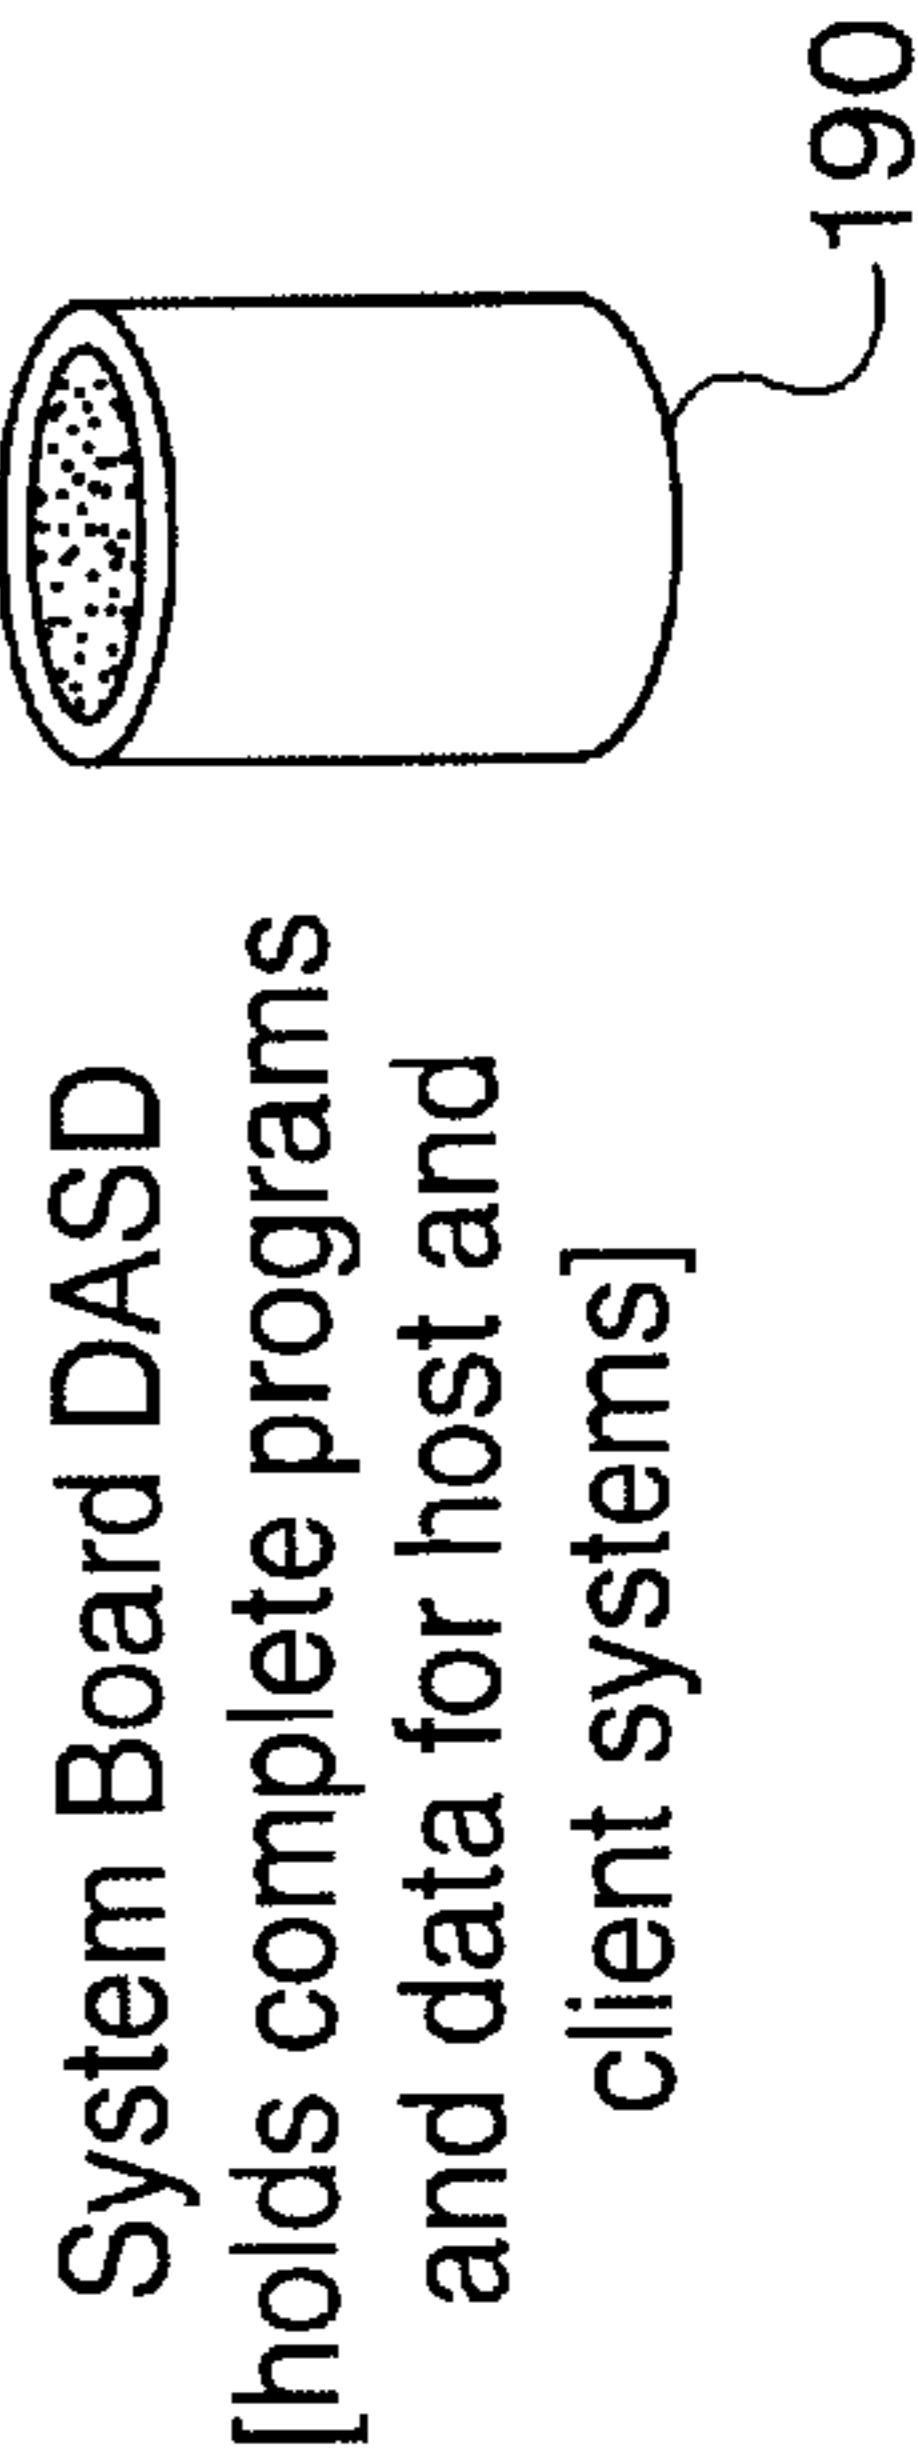 System Board DASD
[holds complete programs
and data for host and
client systems]
190